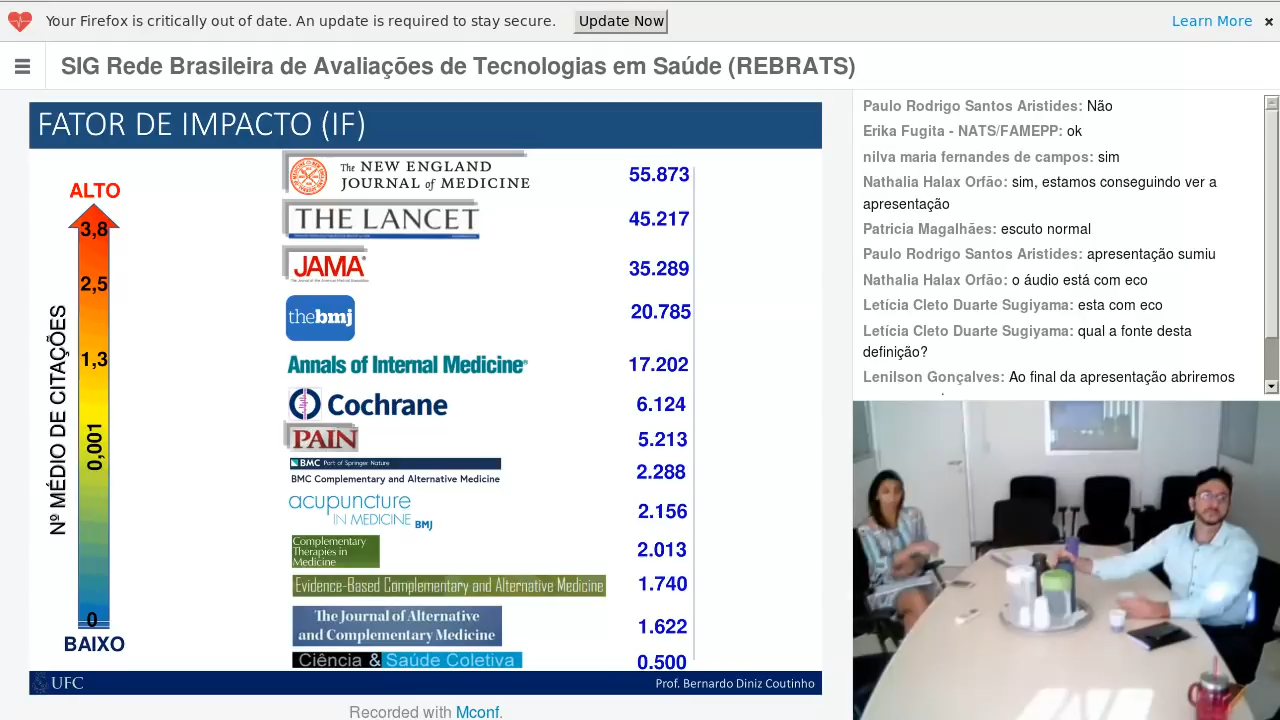 Your Firefox is critically out of date. An update is required to stay secure. Update Now Learn More ×
SIG Rede Brasileira de Avaliações de Tecnologias em Saúde (REBRATS)
FATOR DE IMPACTO (IF)
ALTO
3,8
2,5
1,3
0,001
0
BAIXO
Nº MÉDIO DE CITAÇÕES
The NEW ENGLAND
JOURNAL of MEDICINE
55.873
THE LANCET
45.217
JAMA
35.289
thebmj
20.785
Annals of Internal Medicine
17.202
Cochrane
6.124
PAIN
5.213
BMC Part of Springer Nature
BMC Complementary and Alternative Medicine
2.288
acupuncture
IN MEDICINE BMJ
2.156
Complementary
Therapies in
Medicine
2.013
Evidence-Based Complementary and Alternative Medicine
1.740
The Journal of Alternative
and Complementary Medicine
1.622
Ciência & Saúde Coletiva
0.500
UFC
Prof. Bernardo Diniz Coutinho
Recorded with Mconf.
Paulo Rodrigo Santos Aristides: Não
Erika Fugita - NATS/FAMEPP: ok
nilva maria fernandes de campos: sim
Nathalia Halax Orfão: sim, estamos conseguindo ver a
apresentação
Patricia Magalhães: escuto normal
Paulo Rodrigo Santos Aristides: apresentação sumiu
Nathalia Halax Orfão: o áudio está com eco
Letícia Cleto Duarte Sugiyama: esta com eco
Letícia Cleto Duarte Sugiyama: qual a fonte desta
definição?
Lenilson Gonçalves: Ao final da apresentação abriremos